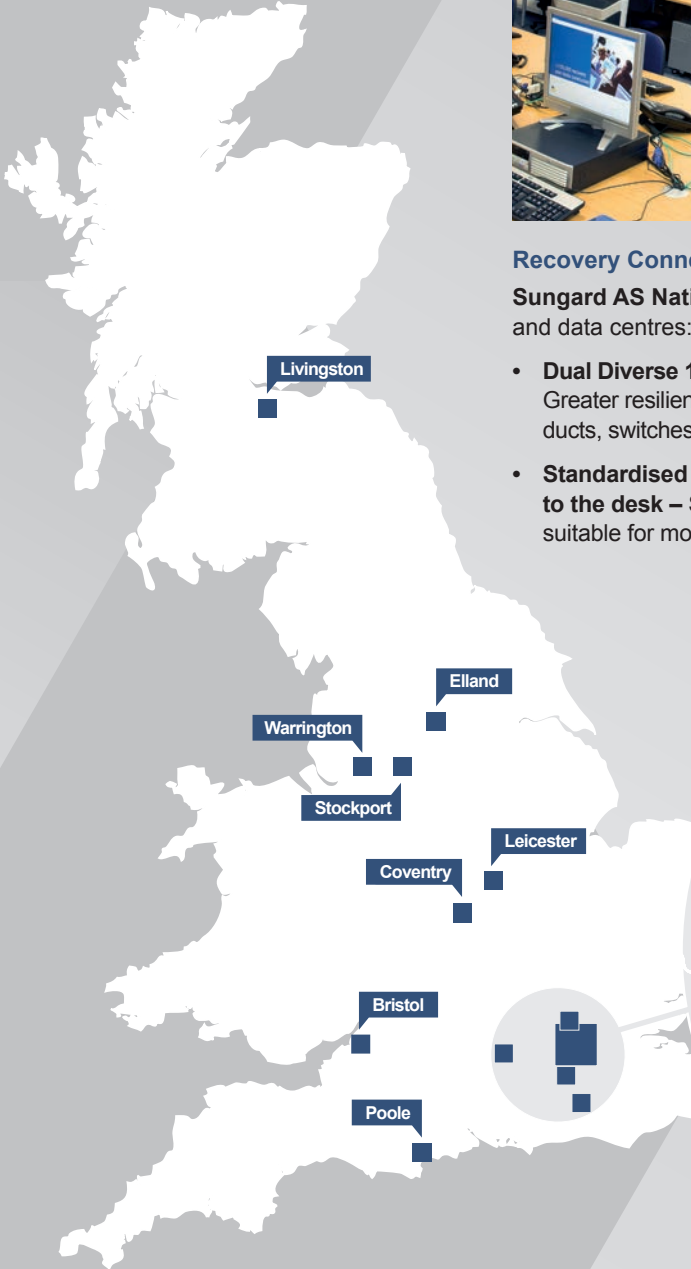 Recovery Conne
Sungard AS Nati
and data centres:
• Dual Diverse 1
Greater resilien
ducts, switches
• Standardised
to the desk – S
suitable for mo
Livingston
Elland
Warrington
Stockport
Leicester
Coventry
Bristol
Poole